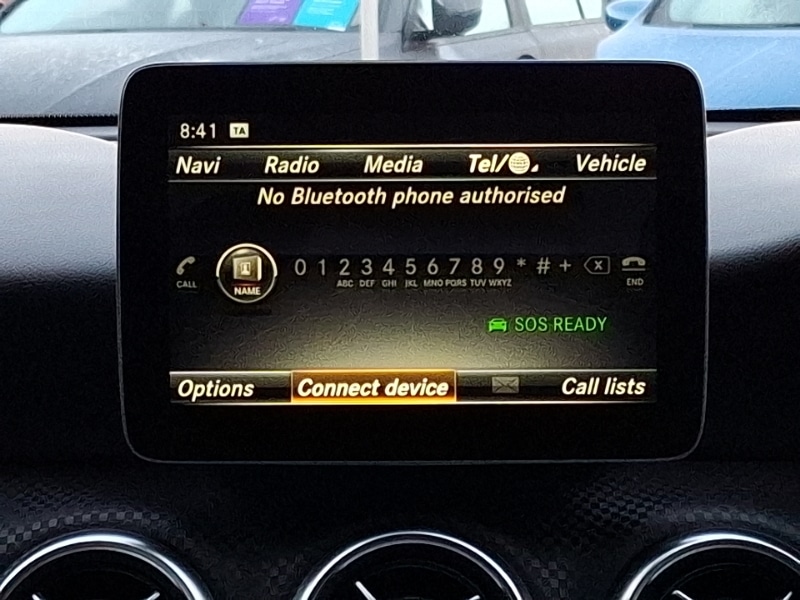 8:41 TA
Navi Radio Media Tel/ Vehicle
No Bluetooth phone authorised
0 1 2 3 4 5 6 7 8 9 * # +
CALL NAME ABC DEF GHI JKL MNO PQRS TUV WXYZ END
SOS READY
Options Connect device Call lists